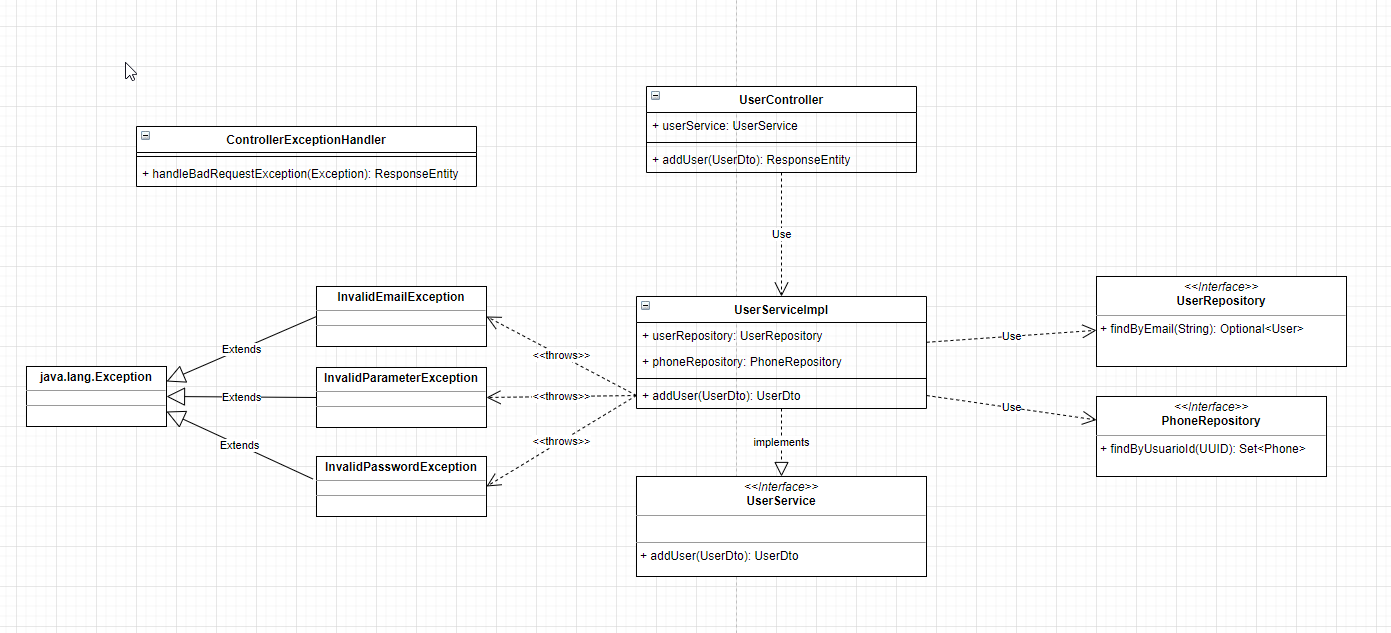 UserController
+ userService: UserService
+ addUser(UserDto): ResponseEntity
ControllerExceptionHandler
+ handleBadRequestException(Exception): ResponseEntity
Use
InvalidEmailException
Extends
java.lang.Exception
InvalidParameterException
Extends
InvalidPasswordException
Extends
<<throws>>
<<throws>>
<<throws>>
UserServiceImpl
+ userRepository: UserRepository
+ phoneRepository: PhoneRepository
+ addUser(UserDto): UserDto
implements
<<Interface>>
UserService
+ addUser(UserDto): UserDto
Use
<<Interface>>
UserRepository
+ findByEmail(String): Optional<User>
Use
<<Interface>>
PhoneRepository
+ findByUsuarioId(UUID): Set<Phone>